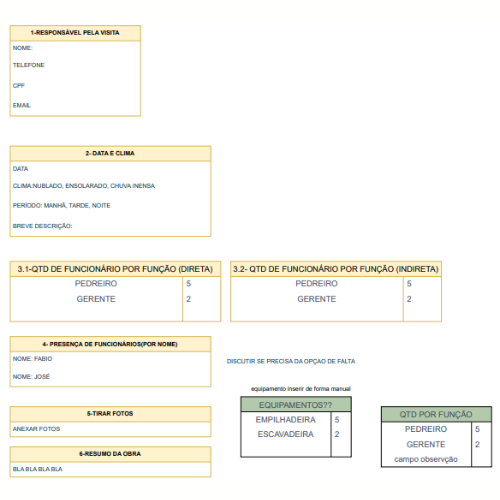 1-RESPONSÁVEL PELA VISITA
NOME:
TELEFONE
CPF
EMAIL
2- DATA E CLIMA
DATA
CLIMA:NUBLADO, ENSOLARADO, CHUVA INENSA
PERÍODO: MANHÃ, TARDE, NOITE
BREVE DESCRIÇÃO:
3.1-QTD DE FUNCIONÁRIO POR FUNÇÃO (DIRETA)
PEDREIRO 5
GERENTE 2
3.2- QTD DE FUNCIONÁRIO POR FUNÇÃO (INDIRETA)
PEDREIRO 5
GERENTE 2
4- PRESENÇA DE FUNCIONÁRIOS(POR NOME)
NOME: FABIO
NOME: JOSÉ
DISCUTIR SE PRECISA DA OPÇAO DE FALTA
equipamento inserir de forma manual
EQUIPAMENTOS??
EMPILHADEIRA 5
ESCAVADEIRA 2
QTD POR FUNÇÃO
PEDREIRO 5
GERENTE 2
campo observção
5-TIRAR FOTOS
ANEXAR FOTOS
6-RESUMO DA OBRA
BLA BLA BLA BLA